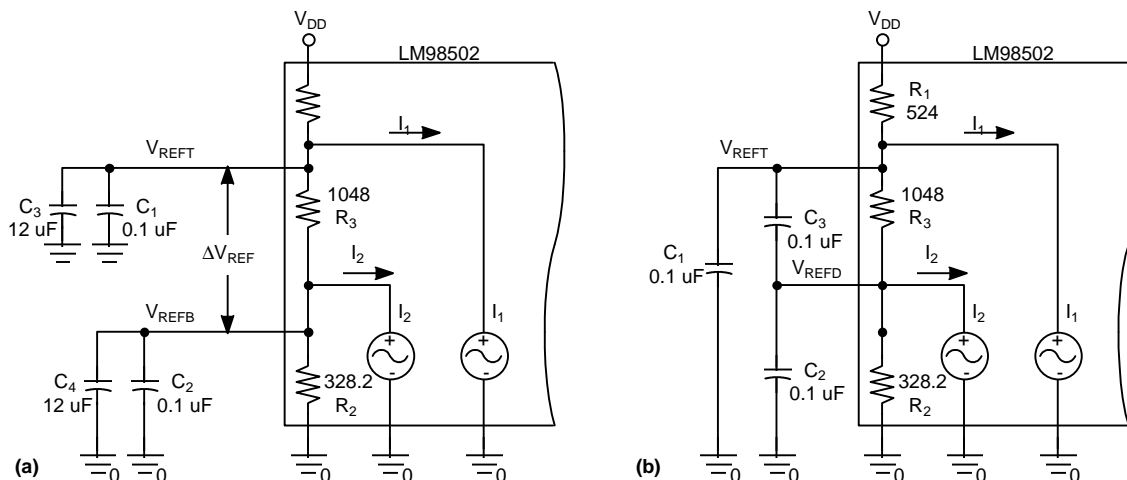 V_DD
LM98502
I_1
V_REFT
1048
R_3
C_3
12 uF
C_1
0.1 uF
ΔV_REF
I_2
V_REFB
I_2
I_1
+
-
+
-
C_4
12 uF
C_2
0.1 uF
328.2
R_2
0
0
0
0
0
(a)
V_DD
LM98502
R_1
524
I_1
V_REFT
1048
R_3
C_3
0.1 uF
C_1
0.1 uF
I_2
V_REFD
I_2
I_1
+
-
+
-
C_2
0.1 uF
328.2
R_2
0
0
0
0
0
(b)